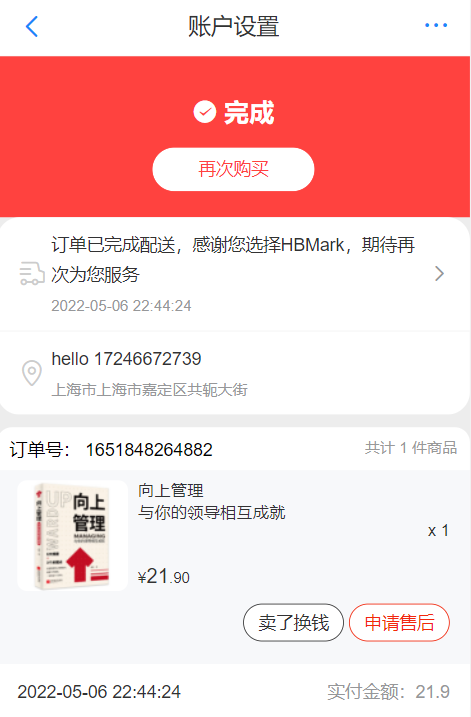 账户设置
完成
再次购买
订单已完成配送，感谢您选择HBMark，期待再
次为您服务
2022-05-06 22:44:24
hello 17246672739
上海市上海市嘉定区共轭大街
订单号： 1651848264882
共计 1 件商品
UPWARD
向上
管理
MANAGING
向上管理
与你的领导相互成就
x 1
¥21.90
卖了换钱
申请售后
2022-05-06 22:44:24
实付金额：21.9